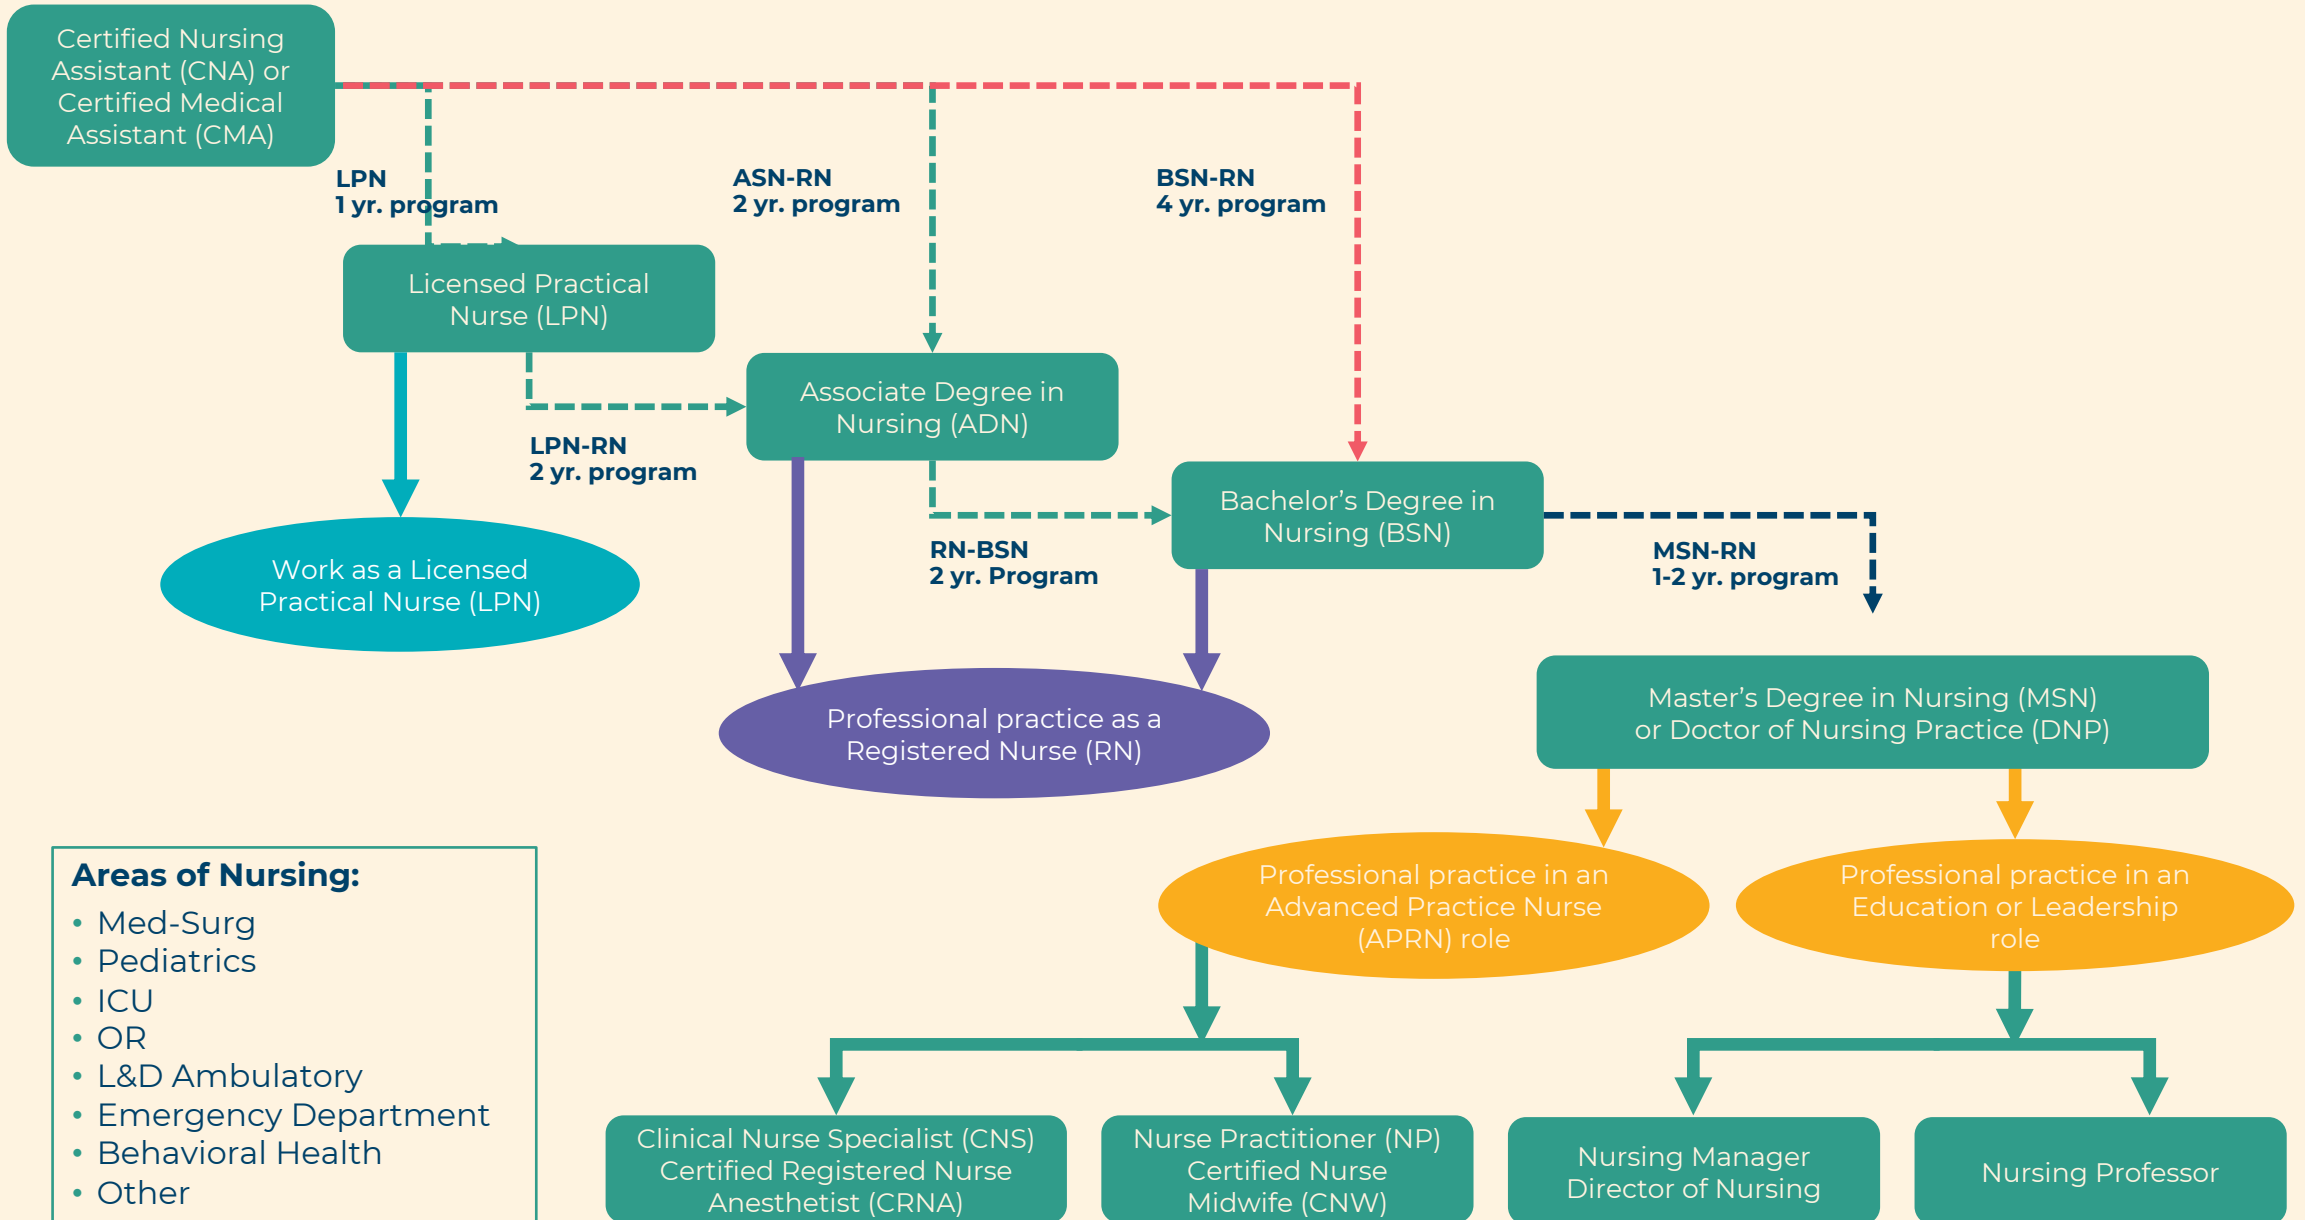 Certified Nursing
Assistant (CNA) or
Certified Medical
Assistant (CMA)
LPN
1 yr. program
ASN-RN
2 yr. program
BSN-RN
4 yr. program
Licensed Practical
Nurse (LPN)
Associate Degree in
Nursing (ADN)
LPN-RN
2 yr. program
Bachelor’s Degree in
Nursing (BSN)
RN-BSN
2 yr. Program
MSN-RN
1-2 yr. program
Work as a Licensed
Practical Nurse (LPN)
Professional practice as a
Registered Nurse (RN)
Master’s Degree in Nursing (MSN)
or Doctor of Nursing Practice (DNP)
Professional practice in an
Advanced Practice Nurse
(APRN) role
Professional practice in an
Education or Leadership
role
Areas of Nursing:
• Med-Surg
• Pediatrics
• ICU
• OR
• L&D Ambulatory
• Emergency Department
• Behavioral Health
• Other
Clinical Nurse Specialist (CNS)
Certified Registered Nurse
Anesthetist (CRNA)
Nurse Practitioner (NP)
Certified Nurse
Midwife (CNW)
Nursing Manager
Director of Nursing
Nursing Professor